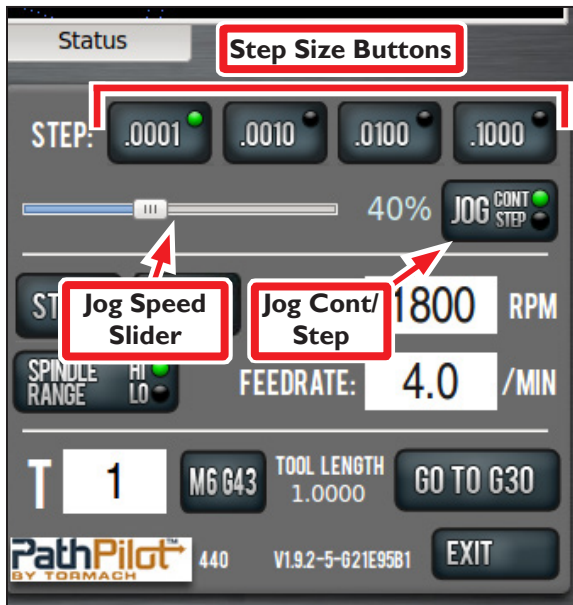 Status
Step Size Buttons
STEP:
.0001
.0010
.0100
.1000
40%
JOG CONT
STEP
Jog Speed
Slider
Jog Cont/
Step
ST
1800 RPM
SPINDLE HI
RANGE LO
FEEDRATE: 4.0 /MIN
T 1
M6 G43
TOOL LENGTH
1.0000
GO TO G30
PathPilot™
BY TORMACH
440
V1.9.2-5-G21E95B1
EXIT